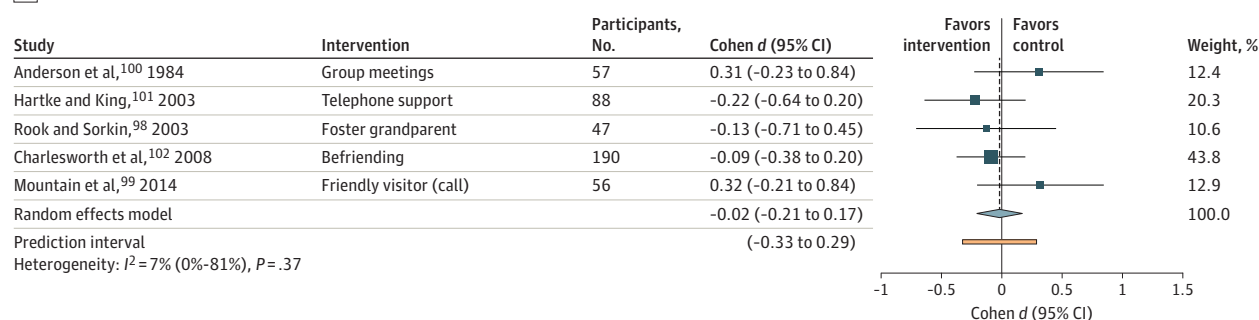 Study Intervention Participants, No. Cohen d (95% CI) Favors intervention Favors control Weight, %
Anderson et al,100 1984 Group meetings 57 0.31 (-0.23 to 0.84) 12.4
Hartke and King,101 2003 Telephone support 88 -0.22 (-0.64 to 0.20) 20.3
Rook and Sorkin,98 2003 Foster grandparent 47 -0.13 (-0.71 to 0.45) 10.6
Charlesworth et al,102 2008 Befriending 190 -0.09 (-0.38 to 0.20) 43.8
Mountain et al,99 2014 Friendly visitor (call) 56 0.32 (-0.21 to 0.84) 12.9
Random effects model -0.02 (-0.21 to 0.17) 100.0
Prediction interval (-0.33 to 0.29)
Heterogeneity: I2 = 7% (0%-81%), P = .37
-1 -0.5 0 0.5 1 1.5
Cohen d (95% CI)